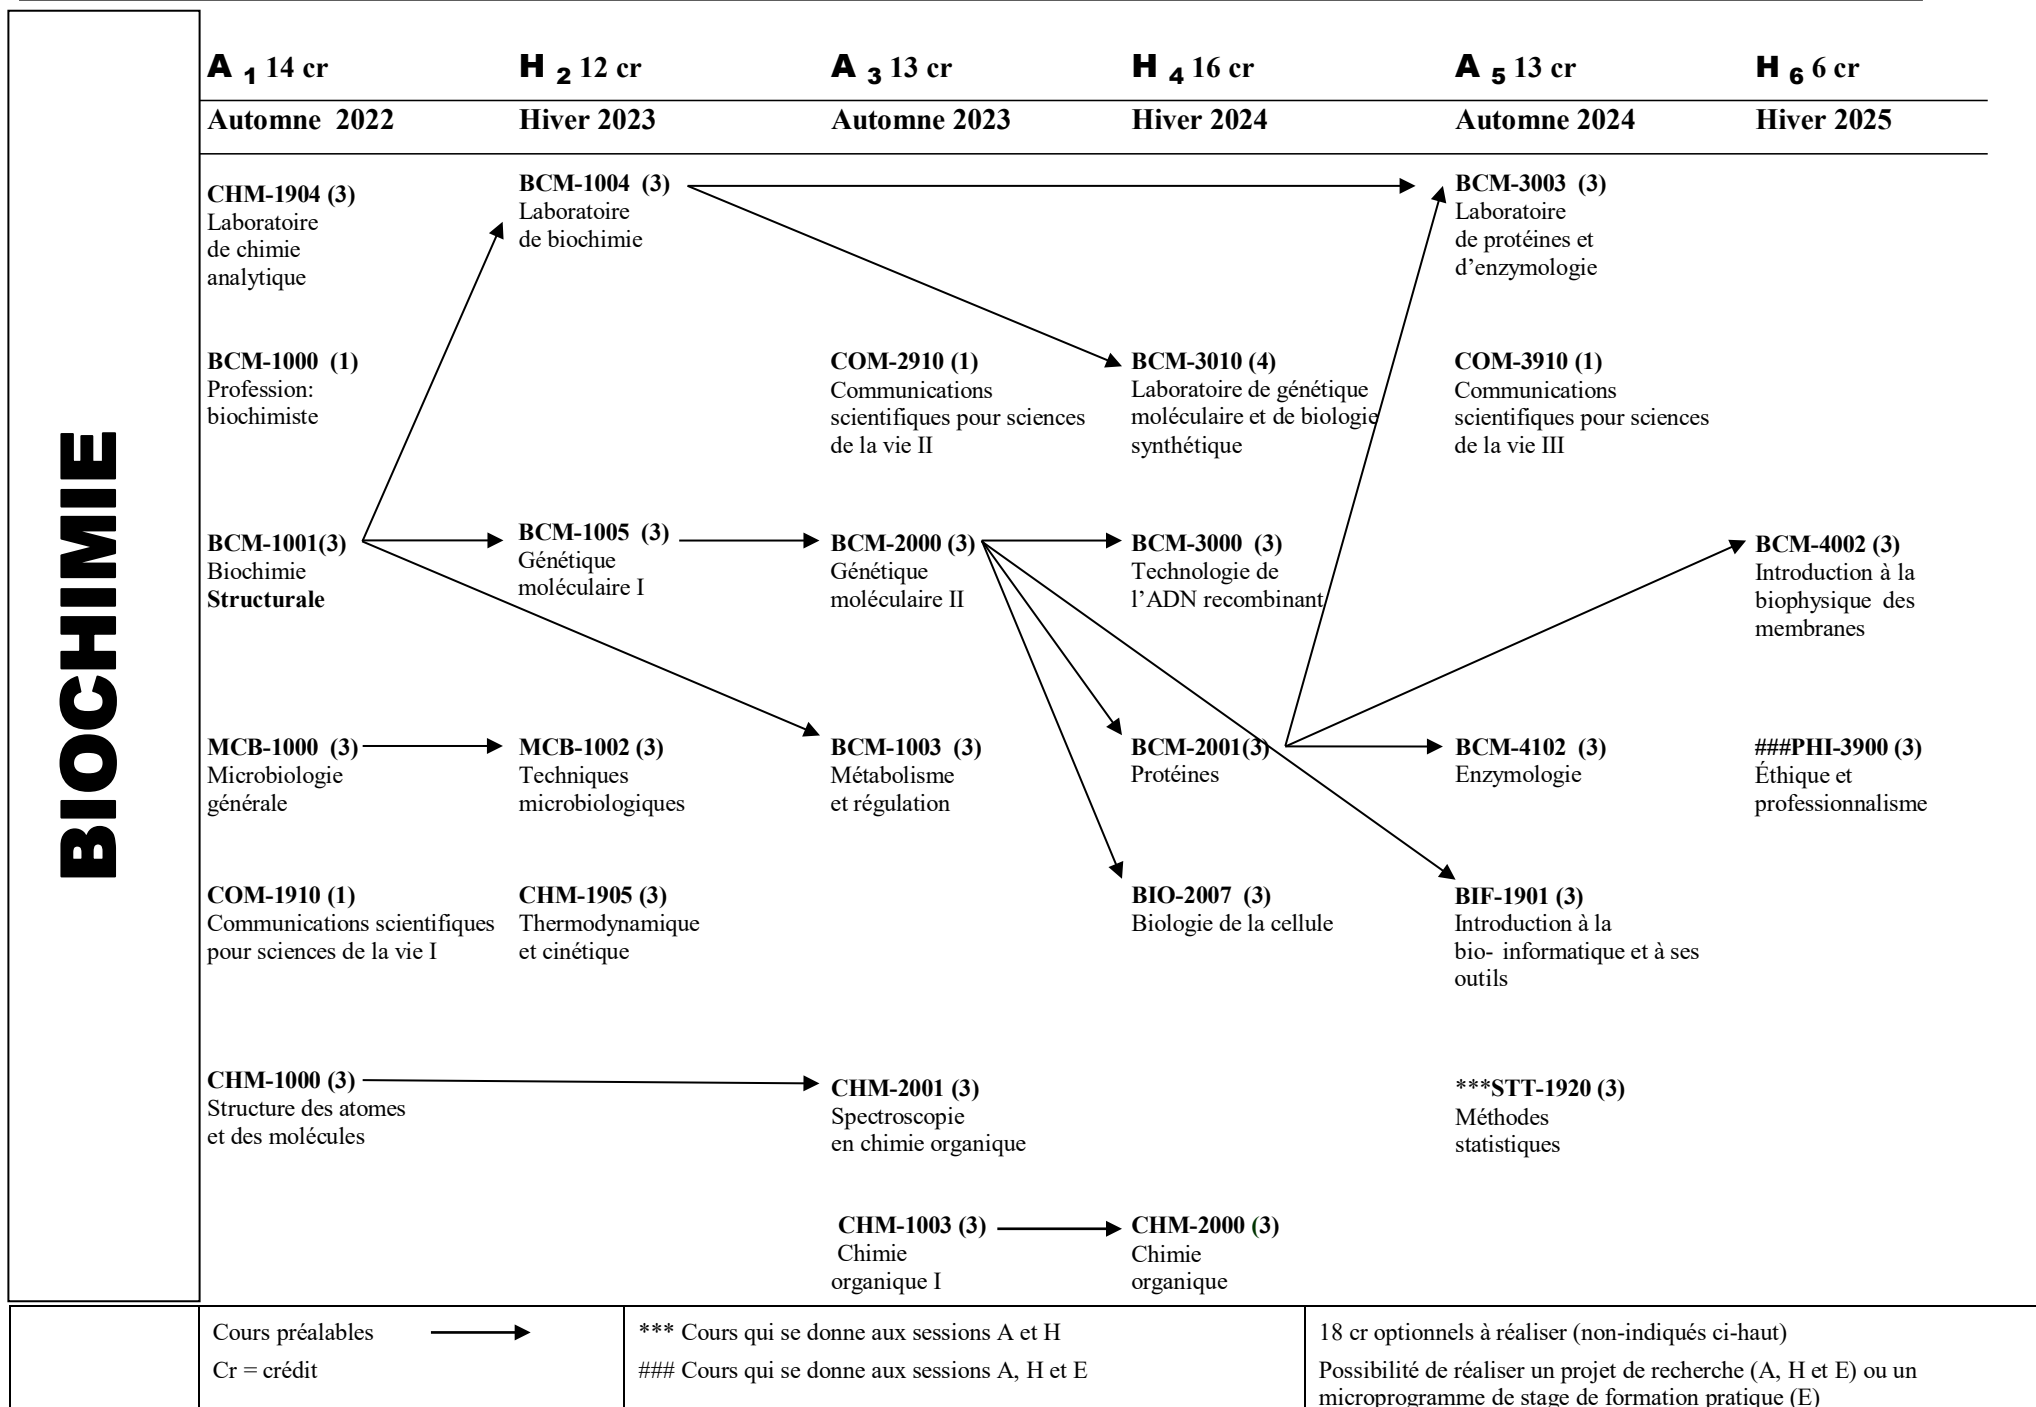 BIOCHIMIE
A 1 14 cr
H 2 12 cr
A 3 13 cr
H 4 16 cr
A 5 13 cr
H 6 6 cr
Automne 2022
Hiver 2023
Automne 2023
Hiver 2024
Automne 2024
Hiver 2025
CHM-1904 (3)
Laboratoire
de chimie
analytique
BCM-1004 (3)
Laboratoire
de biochimie
BCM-3003 (3)
Laboratoire
de protéines et
d’enzymologie
BCM-1000 (1)
Profession:
biochimiste
COM-2910 (1)
Communications
scientifiques pour sciences
de la vie II
BCM-3010 (4)
Laboratoire de génétique
moléculaire et de biologie
synthétique
COM-3910 (1)
Communications
scientifiques pour sciences
de la vie III
BCM-1001(3)
Biochimie
Structurale
BCM-1005 (3)
Génétique
moléculaire I
BCM-2000 (3)
Génétique
moléculaire II
BCM-3000 (3)
Technologie de
l’ADN recombinant
BCM-4002 (3)
Introduction à la
biophysique des
membranes
MCB-1000 (3)
Microbiologie
générale
MCB-1002 (3)
Techniques
microbiologiques
BCM-1003 (3)
Métabolisme
et régulation
BCM-2001(3)
Protéines
BCM-4102 (3)
Enzymologie
###PHI-3900 (3)
Éthique et
professionnalisme
COM-1910 (1)
Communications scientifiques
pour sciences de la vie I
CHM-1905 (3)
Thermodynamique
et cinétique
BIO-2007 (3)
Biologie de la cellule
BIF-1901 (3)
Introduction à la
bio- informatique et à ses
outils
CHM-1000 (3)
Structure des atomes
et des molécules
CHM-2001 (3)
Spectroscopie
en chimie organique
***STT-1920 (3)
Méthodes
statistiques
CHM-1003 (3)
Chimie
organique I
CHM-2000 (3)
Chimie
organique
Cours préalables
Cr = crédit
*** Cours qui se donne aux sessions A et H
### Cours qui se donne aux sessions A, H et E
18 cr optionnels à réaliser (non-indiqués ci-haut)
Possibilité de réaliser un projet de recherche (A, H et E) ou un
microprogramme de stage de formation pratique (E)